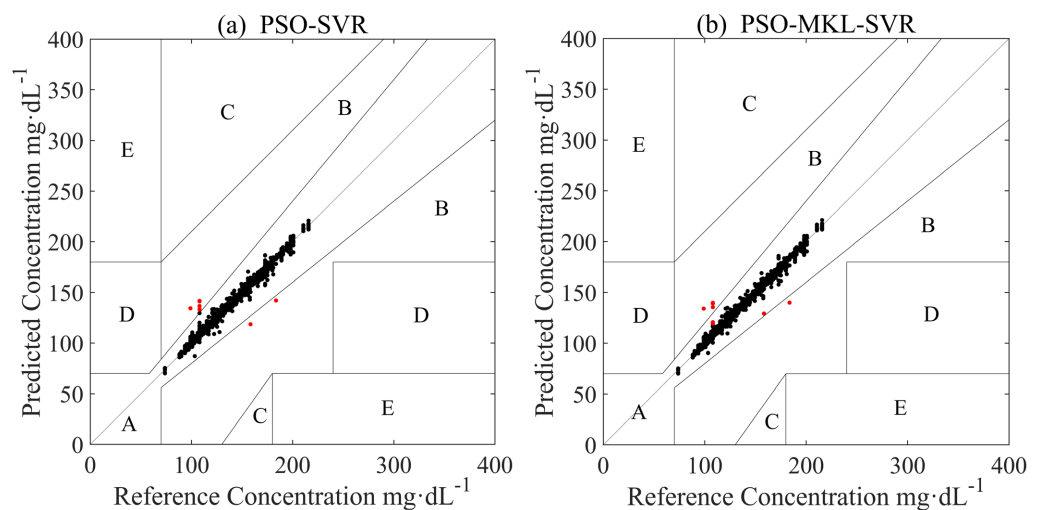 (a) PSO-SVR
Predicted Concentration mg·dL⁻¹
400
350
300
250
200
150
100
50
0
E
C
B
B
D
D
A
C
E
0 100 200 300 400
Reference Concentration mg·dL⁻¹
(b) PSO-MKL-SVR
Predicted Concentration mg·dL⁻¹
400
350
300
250
200
150
100
50
0
C
E
B
B
D
D
A
C
E
0 100 200 300 400
Reference Concentration mg·dL⁻¹